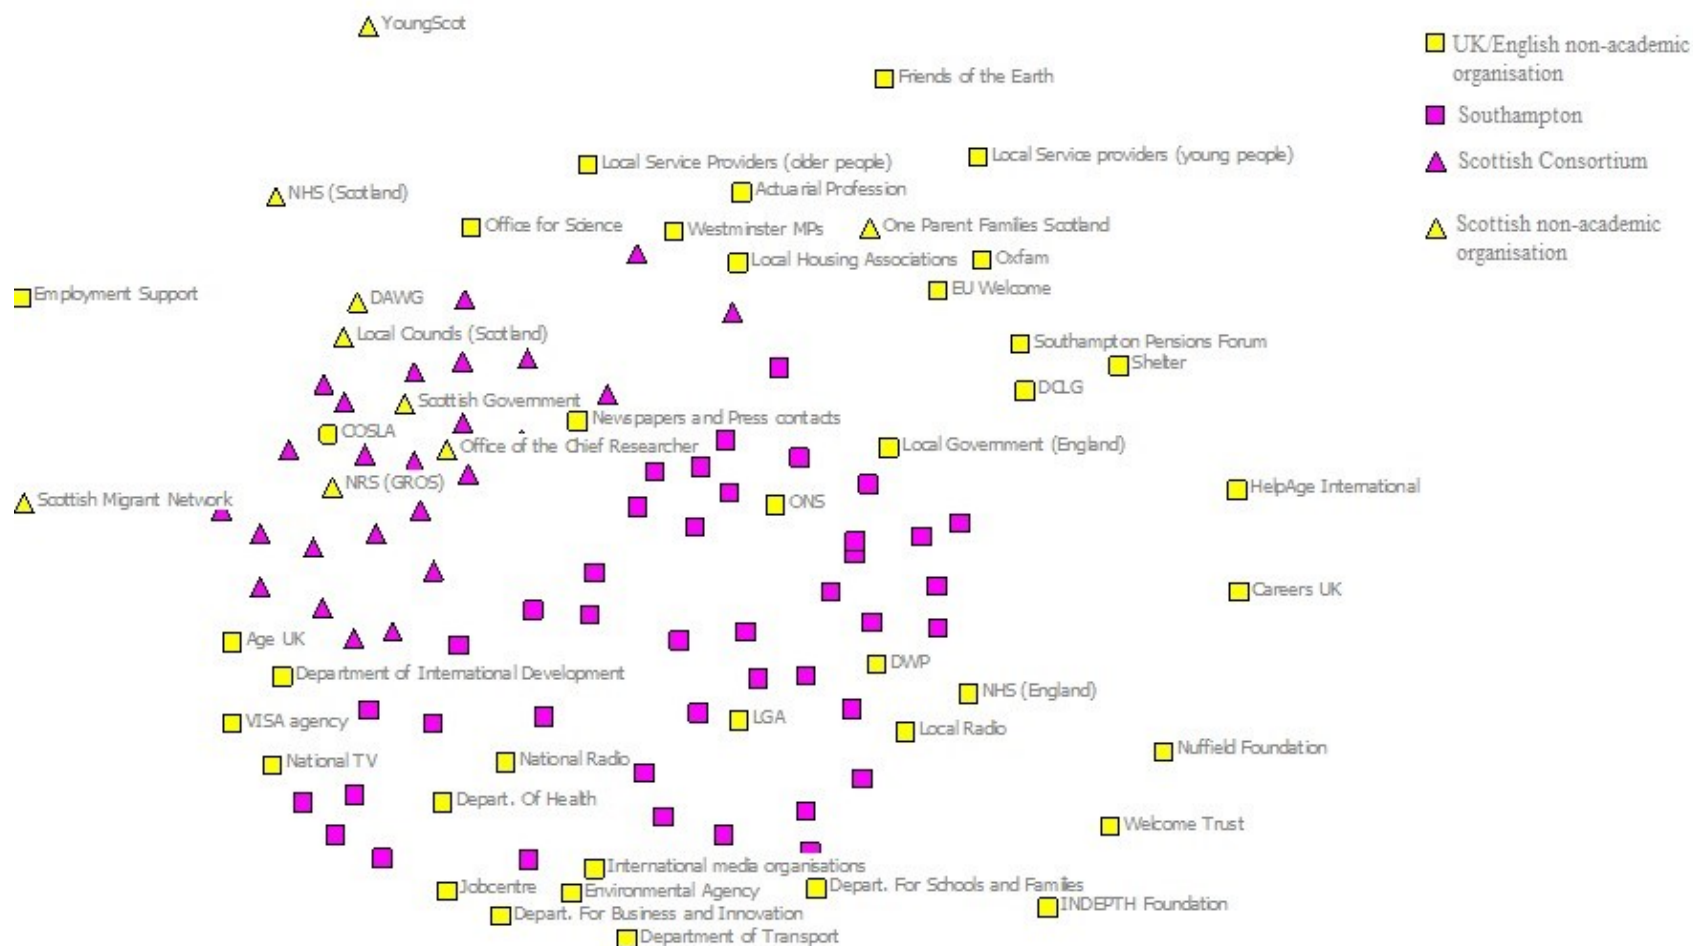 YoungScot
UK/English non-academic
organisation
Friends of the Earth
Southampton
Local Service Providers (older people)
Local Service providers (young people)
Scottish Consortium
NHS (Scotland)
Actuarial Profession
Office for Science
Westminster MPs
One Parent Families Scotland
Scottish non-academic
organisation
Local Housing Associations
Oxfam
Employment Support
DAWG
EU Welcome
Local Councils (Scotland)
Southampton Pensions Forum
Shelter
DCLG
Scottish Government
Newspapers and Press contacts
COSLA
Office of the Chief Researcher
Local Government (England)
NRS (GROS)
HelpAge International
Scottish Migrant Network
ONS
Careers UK
Age UK
Department of International Development
DWP
NHS (England)
VISA agency
LGA
Local Radio
Nuffield Foundation
National TV
National Radio
Depart. Of Health
Welcome Trust
International media organisations
Jobcentre
Environmental Agency
Depart. For Schools and Families
INDEPTH Foundation
Depart. For Business and Innovation
Department of Transport